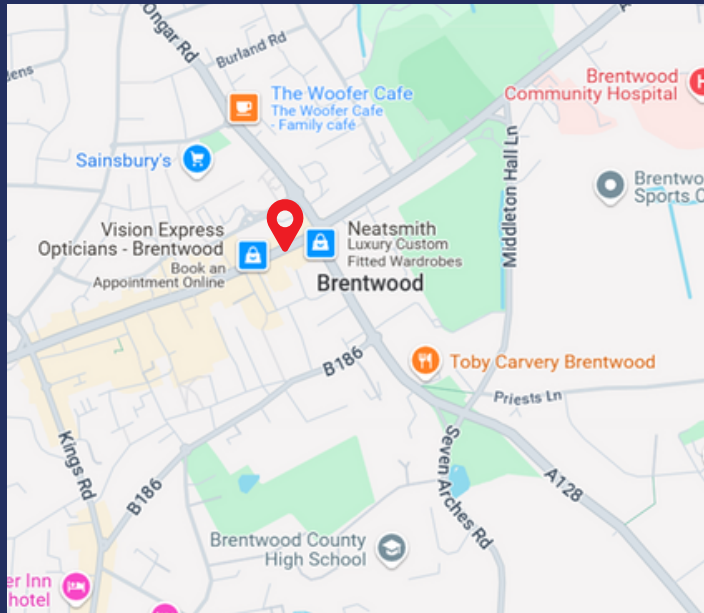 Ongar Rd
Burland Rd
dens
The Woofer Cafe
The Woofer Cafe
- Family café
Brentwood
Community Hospital
H
Sainsbury's
Middleton Hall Ln
Brentwo
Sports C
Vision Express
Opticians - Brentwood
Book an
Appointment Online
Neatsmith
Luxury Custom
Fitted Wardrobes
Brentwood
B186
Toby Carvery Brentwood
Priests Ln
Kings Rd
B186
Seven Arches Rd
A128
Brentwood County
High School
er Inn
hotel